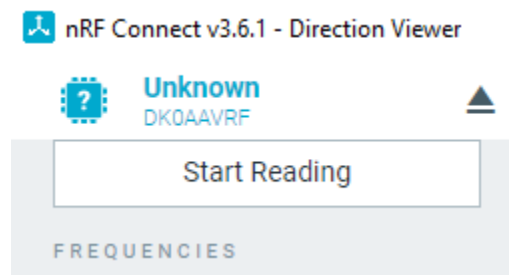 nRF Connect v3.6.1 - Direction Viewer
?
Unknown
DK0AAVRF
Start Reading
FREQUENCIES